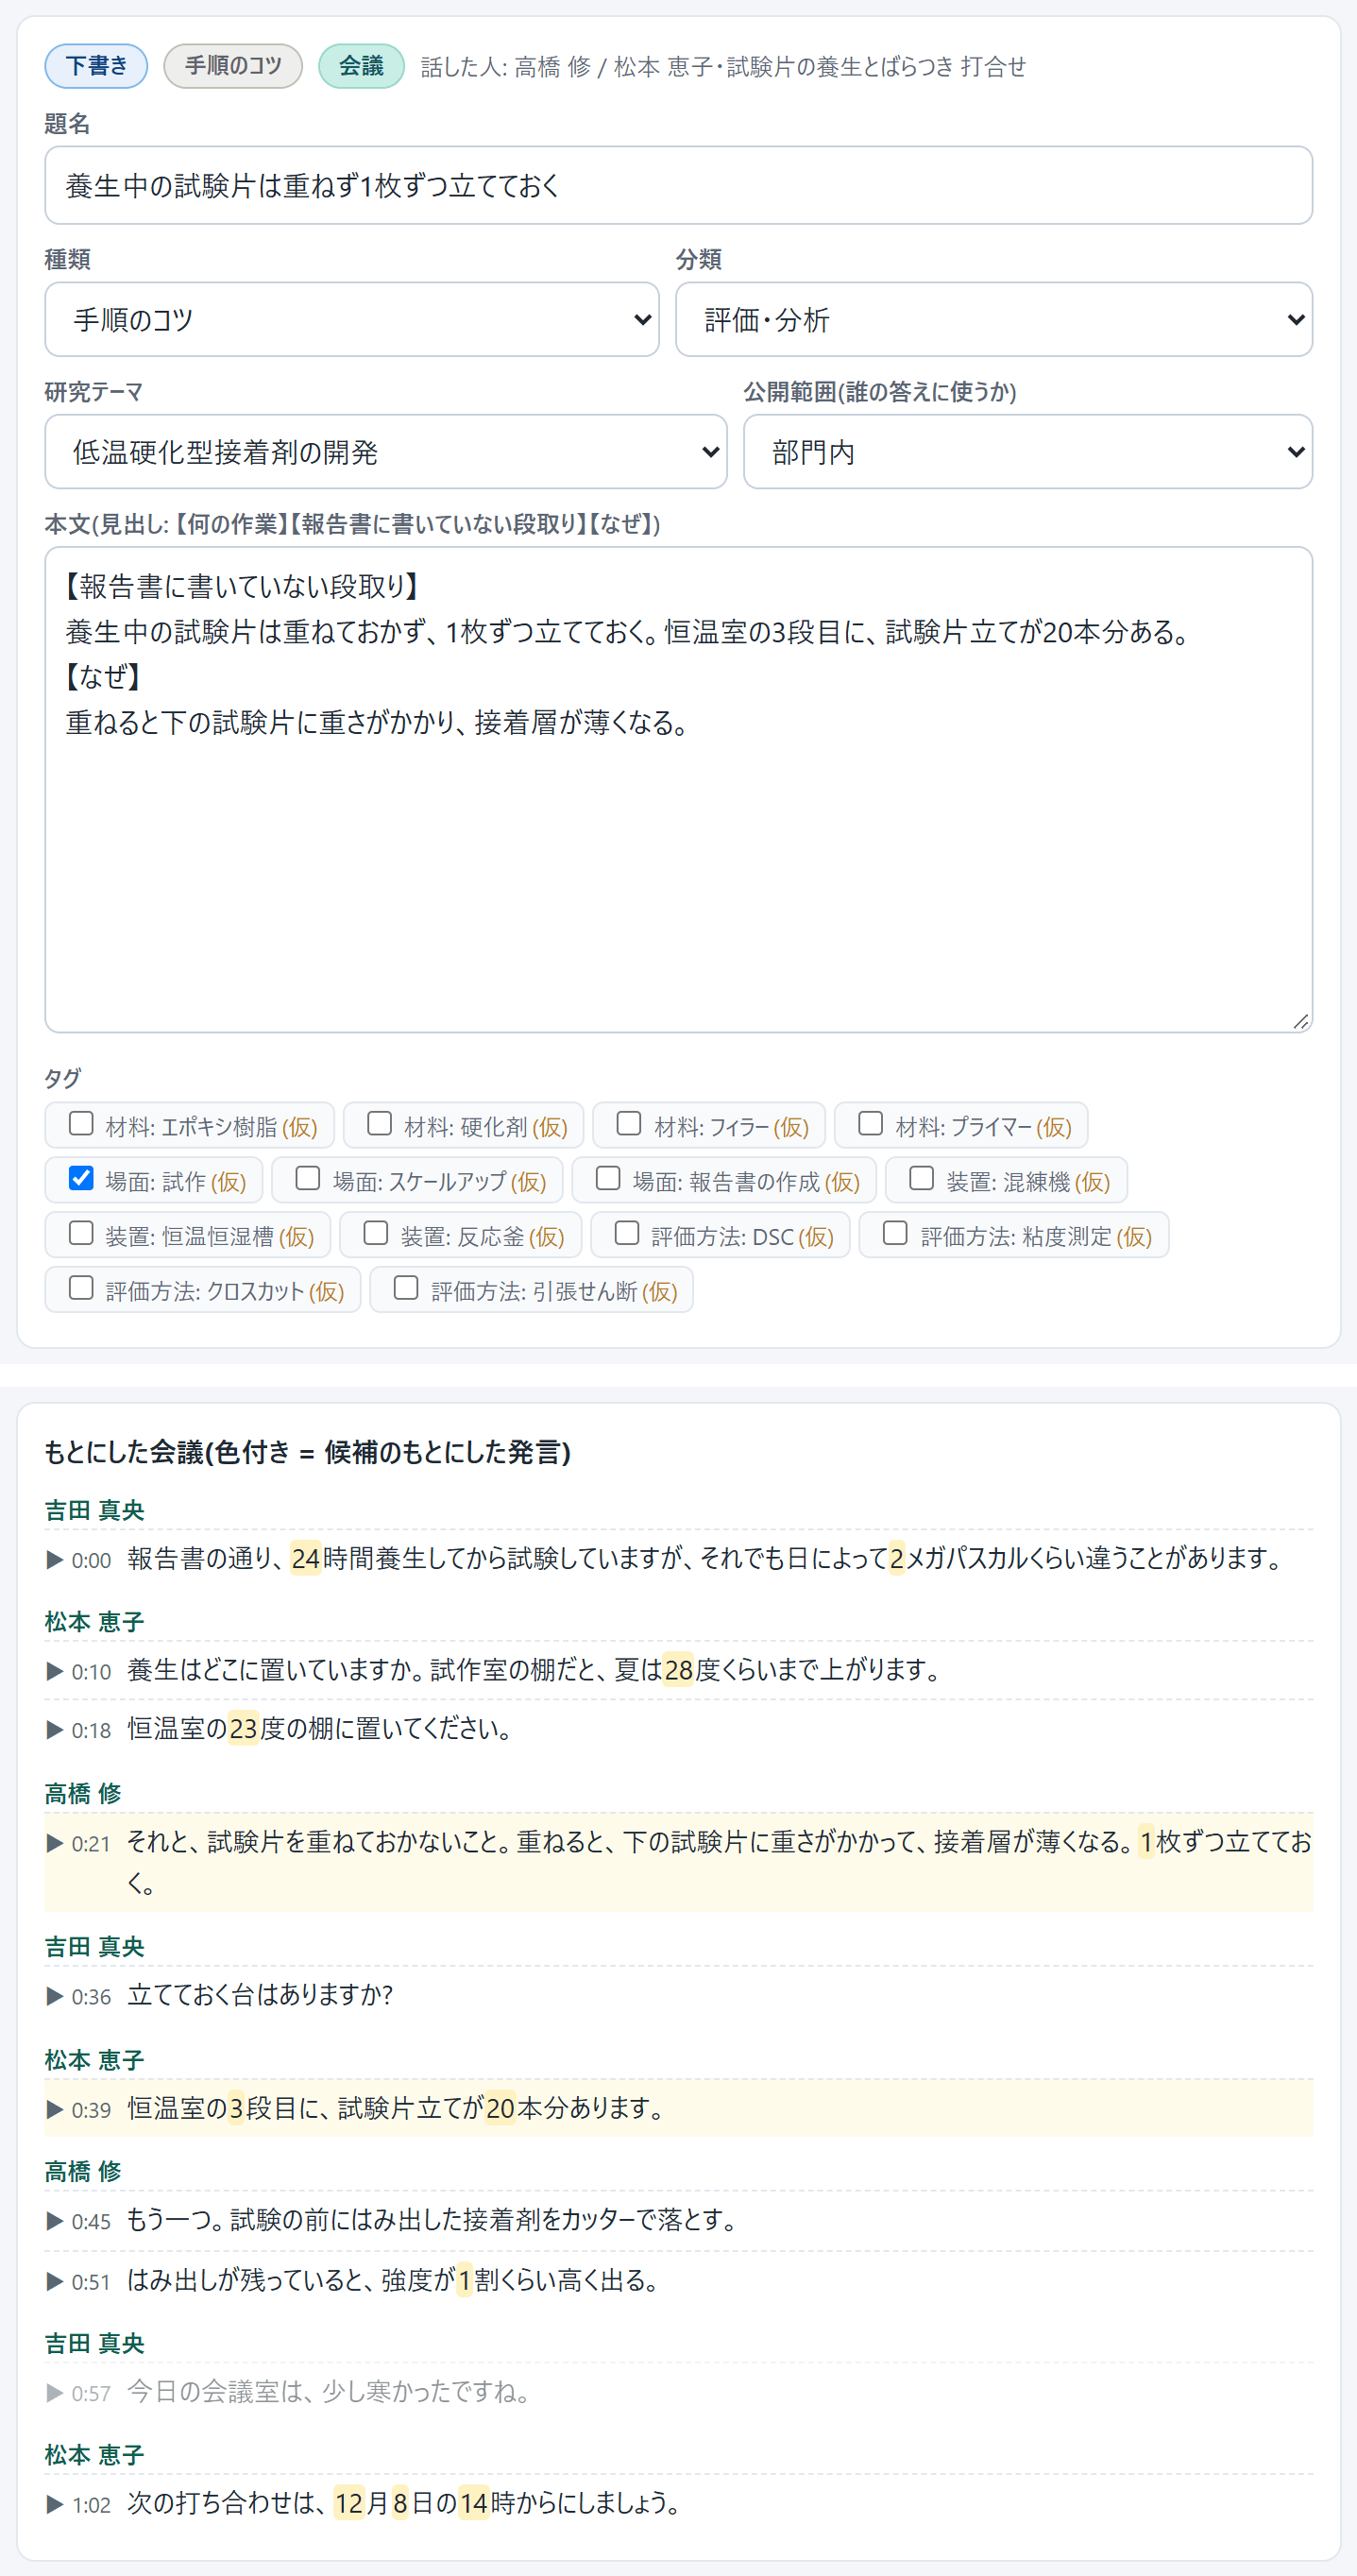 下書き 手順のコツ 会議 話した人: 高橋 修 / 松本 恵子・試験片の養生とばらつき 打合せ
題名
養生中の試験片は重ねず1枚ずつ立てておく
種類 分類
手順のコツ 評価・分析
研究テーマ 公開範囲(誰の答えに使うか)
低温硬化型接着剤の開発 部門内
本文(見出し: 【何の作業】【報告書に書いていない段取り】【なぜ】)
【報告書に書いていない段取り】
養生中の試験片は重ねておかず、1枚ずつ立てておく。恒温室の3段目に、試験片立てが20本分ある。
【なぜ】
重ねると下の試験片に重さがかかり、接着層が薄くなる。
タグ
材料: エポキシ樹脂(仮) 材料: 硬化剤(仮) 材料: フィラー(仮) 材料: プライマー(仮)
場面: 試作(仮) 場面: スケールアップ(仮) 場面: 報告書の作成(仮) 装置: 混練機(仮)
装置: 恒温恒湿槽(仮) 装置: 反応釜(仮) 評価方法: DSC(仮) 評価方法: 粘度測定(仮)
評価方法: クロスカット(仮) 評価方法: 引張せん断(仮)
もとにした会議(色付き = 候補のもとにした発言)
吉田 真央
▶ 0:00 報告書の通り、24時間養生してから試験していますが、それでも日によって2メガパスカルくらい違うことがあります。
松本 恵子
▶ 0:10 養生はどこに置いていますか。試作室の棚だと、夏は28度くらいまで上がります。
▶ 0:18 恒温室の23度の棚に置いてください。
高橋 修
▶ 0:21 それと、試験片を重ねておかないこと。重ねると、下の試験片に重さがかかって、接着層が薄くなる。1枚ずつ立ててお
く。
吉田 真央
▶ 0:36 立てておく台はありますか?
松本 恵子
▶ 0:39 恒温室の3段目に、試験片立てが20本分あります。
高橋 修
▶ 0:45 もう一つ。試験の前にはみ出した接着剤をカッターで落とす。
▶ 0:51 はみ出しが残っていると、強度が1割くらい高く出る。
吉田 真央
▶ 0:57 今日の会議室は、少し寒かったですね。
松本 恵子
▶ 1:02 次の打ち合わせは、12月8日の14時からにしましょう。